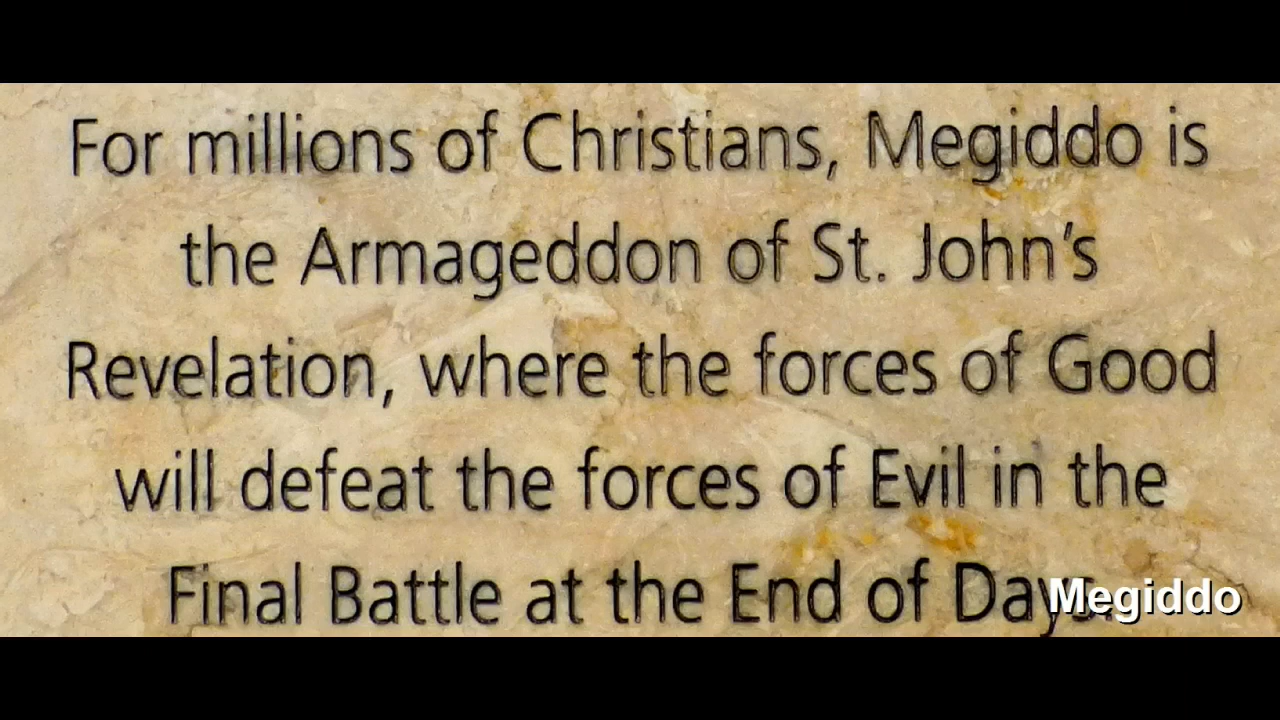 For millions of Christians, Megiddo is
the Armageddon of St. John’s
Revelation, where the forces of Good
will defeat the forces of Evil in the
Final Battle at the End of Days.
Megiddo